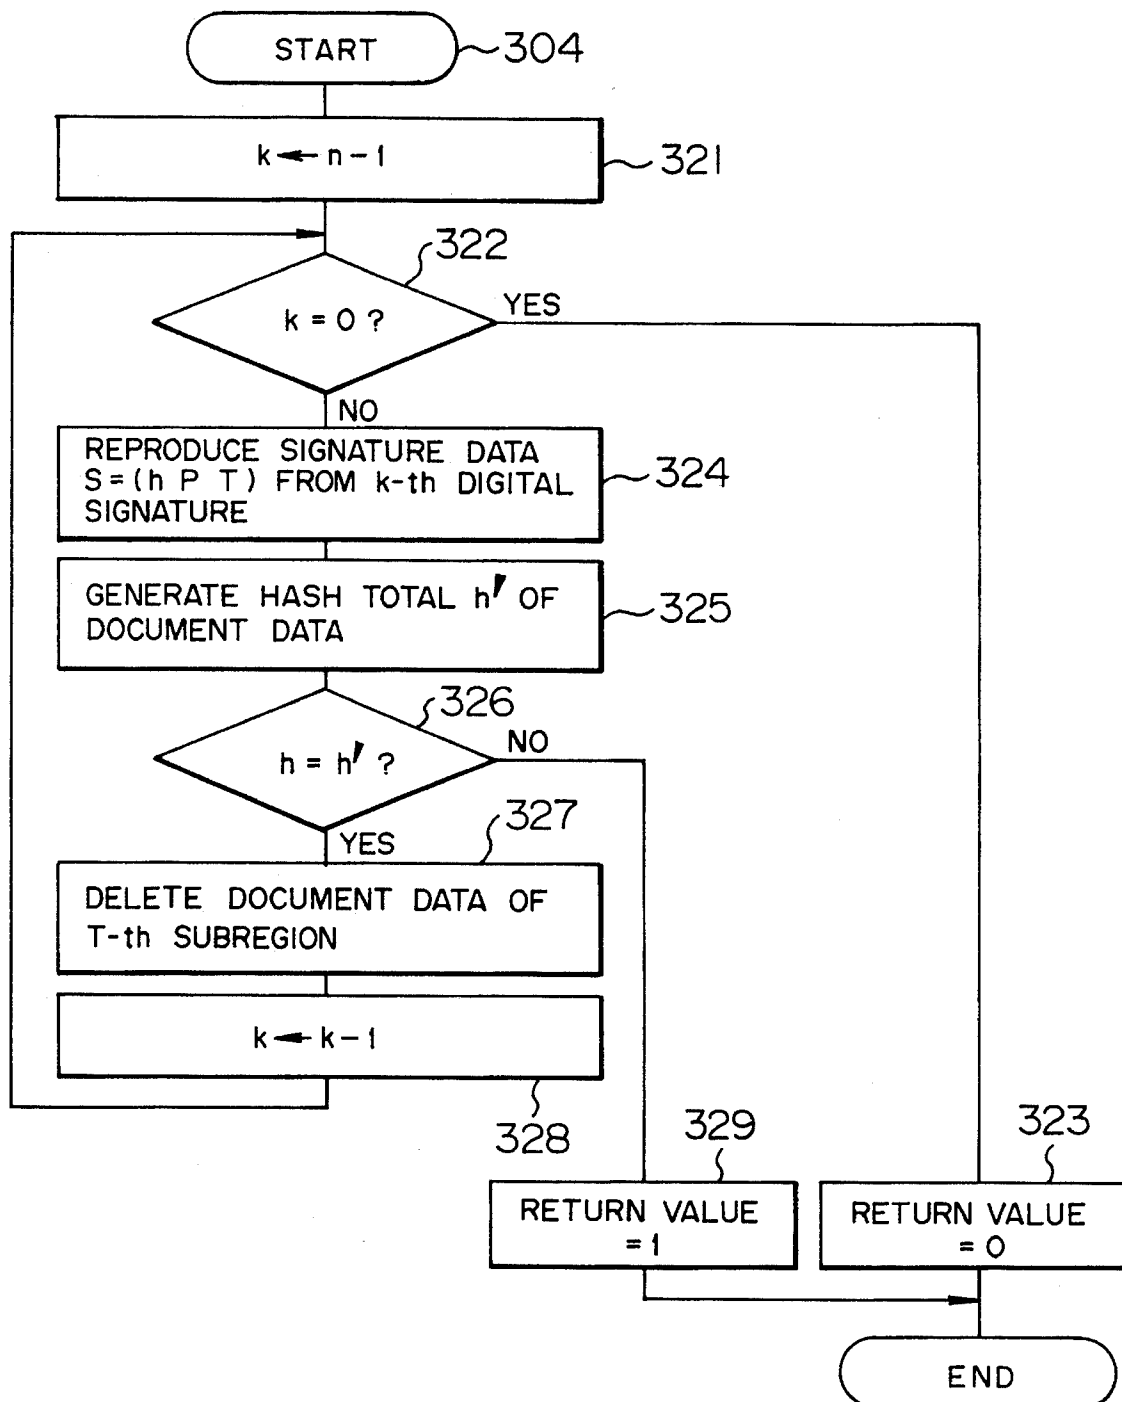 START
304
k ← n - 1
321
322
k = 0 ?
YES
NO
REPRODUCE SIGNATURE DATA
S = (h P T) FROM k-th DIGITAL
SIGNATURE
324
GENERATE HASH TOTAL h' OF
DOCUMENT DATA
325
326
h = h' ?
NO
YES
327
DELETE DOCUMENT DATA OF
T-th SUBREGION
k ← k - 1
328
329
323
RETURN VALUE
= 1
RETURN VALUE
= 0
END